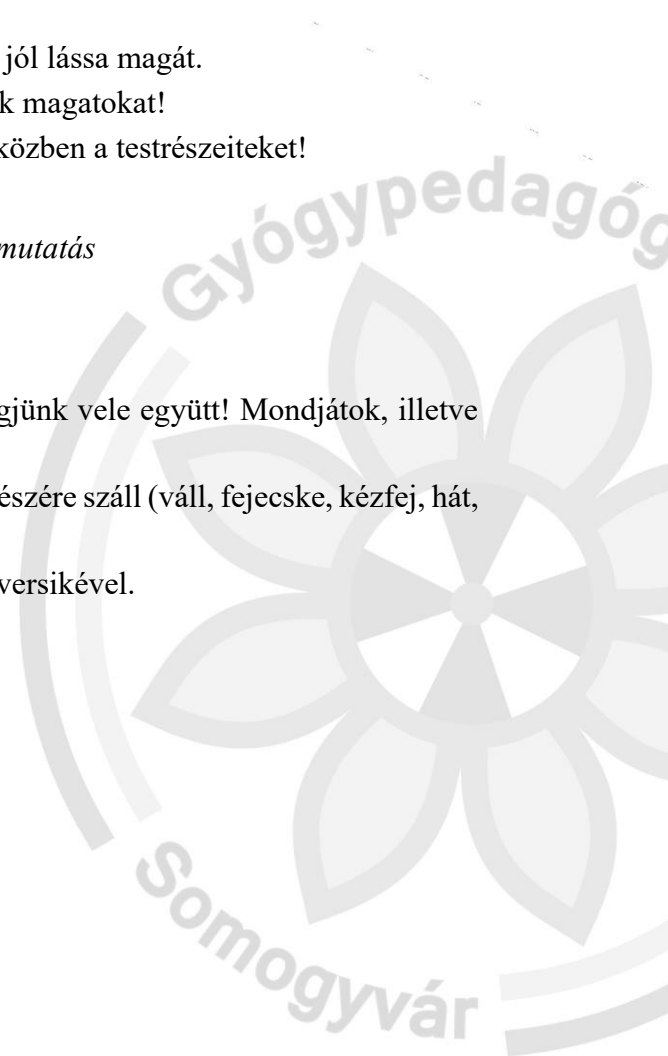 jól lássa magát.
k magatokat!
közben a testrészeiteket!
mutatás
gjünk vele együtt! Mondjátok, illetve
észére száll (váll, fejecske, kézfej, hát,
versikével.
Gyógypedagóg
Somogyvár